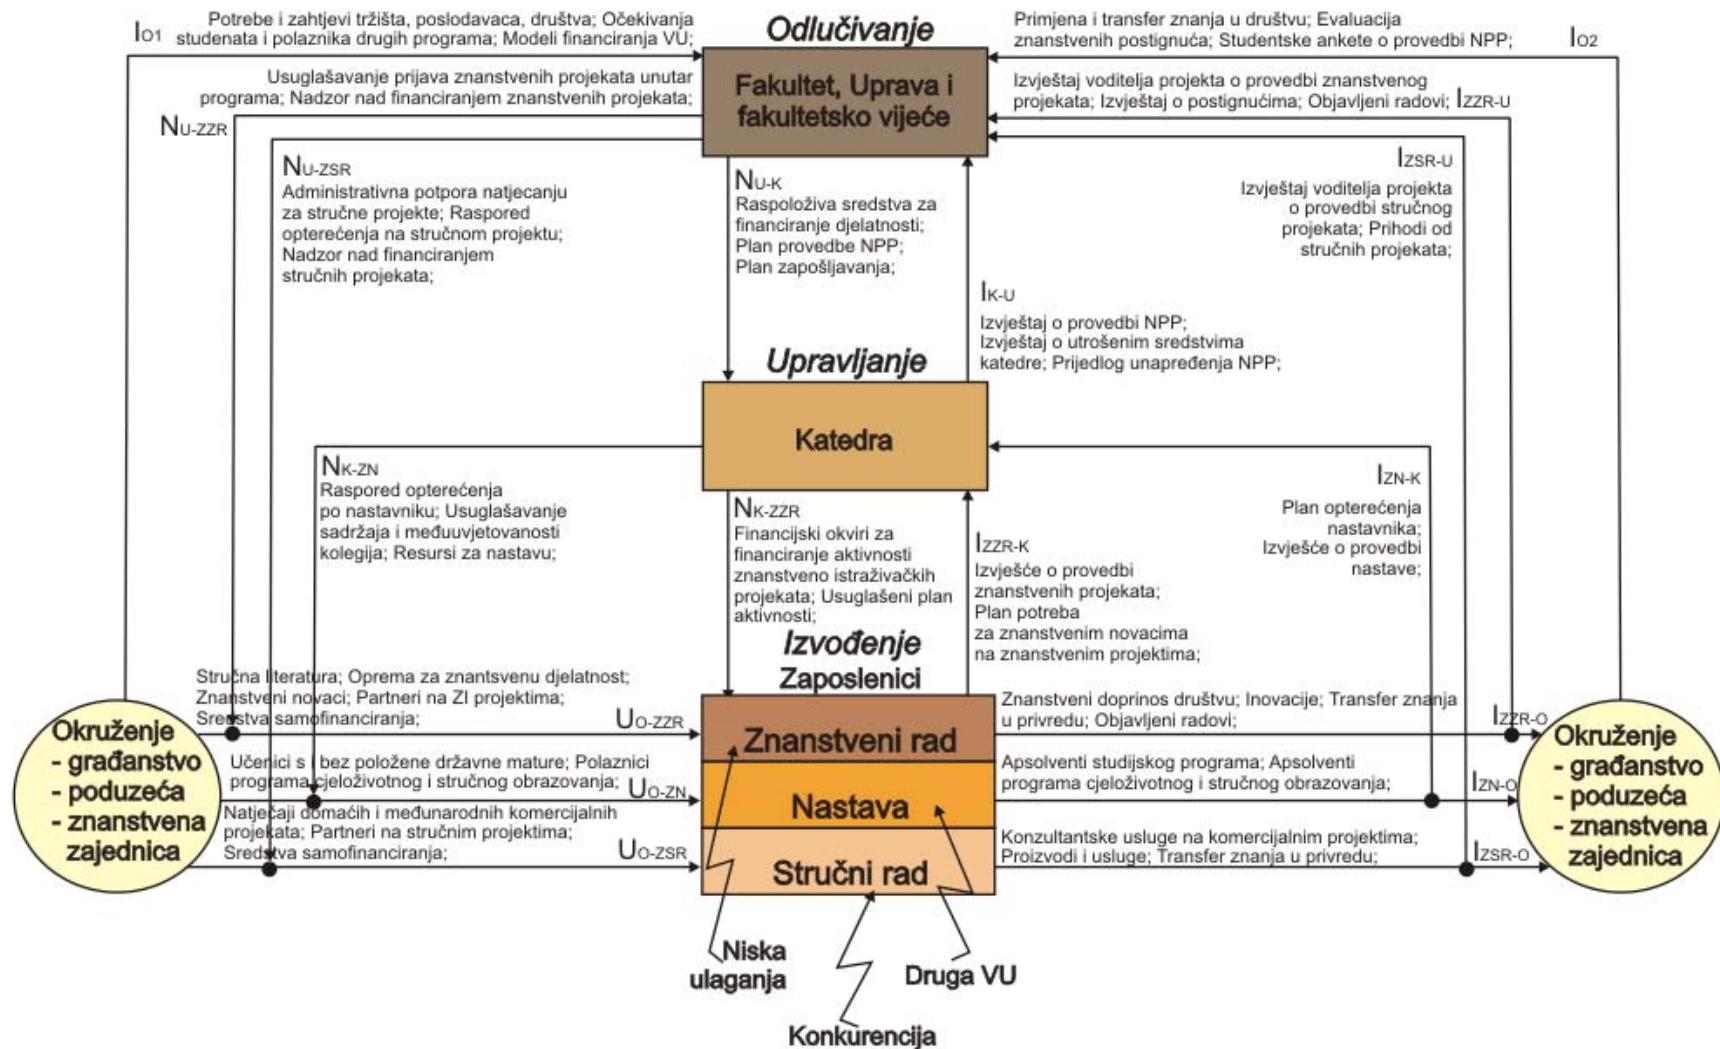 Odlučivanje
IO1
Potrebe i zahtjevi tržišta, poslodavaca, društva; Očekivanja
studenata i polaznika drugih programa; Modeli financiranja VU;
Primjena i transfer znanja u društvu; Evaluacija
znanstvenih postignuća; Studentske ankete o provedbi NPP;
IO2
Usuglašavanje prijava znanstvenih projekata unutar
programa; Nadzor nad financiranjem znanstvenih projekata;
NU-ZZR
Fakultet, Uprava i
fakultetsko vijeće
Izvještaj voditelja projekta o provedbi znanstvenog
projekata; Izvještaj o postignućima; Objavljeni radovi;
IZZR-U
NU-ZSR
Administrativna potpora natjecanju
za stručne projekte; Raspored
opterećenja na stručnom projektu;
Nadzor nad financiranjem
stručnih projekata;
NU-K
Raspoloživa sredstva za
financiranje djelatnosti;
Plan provedbe NPP;
Plan zapošljavanja;
IZSR-U
Izvještaj voditelja projekta
o provedbi stručnog
projekata; Prihodi od
stručnih projekata;
IK-U
Izvještaj o provedbi NPP;
Izvještaj o utrošenim sredstvima
katedre; Prijedlog unapređenja NPP;
Upravljanje
Katedra
NK-ZN
Raspored opterećenja
po nastavniku; Usuglašavanje
sadržaja i međuuvjetovanosti
kolegija; Resursi za nastavu;
NK-ZZR
Financijski okviri za
financiranje aktivnosti
znanstveno istraživačkih
projekata; Usuglašeni plan
aktivnosti;
IZZR-K
Izvješće o provedbi
znanstvenih projekata;
Plan potreba
za znanstvenim novacima
na znanstvenim projektima;
IZN-K
Plan opterećenja
nastavnika;
Izvješće o provedbi
nastave;
Izvođenje
Zaposlenici
Stručna literatura; Oprema za znantsvenu djelatnost;
Znanstveni novaci; Partneri na ZI projektima;
Sredstva samofinanciranja;
UO-ZZR
Znanstveni rad
Znanstveni doprinos društvu; Inovacije; Transfer znanja
u privredu; Objavljeni radovi;
IZZR-O
Okruženje
- građanstvo
- poduzeća
- znanstvena
zajednica
Učenici s i bez položene državne mature; Polaznici
programa cjeloživotnog i stručnog obrazovanja;
UO-ZN
Nastava
Apsolventi studijskog programa; Apsolventi
programa cjeloživotnog i stručnog obrazovanja;
IZN-O
Okruženje
- građanstvo
- poduzeća
- znanstvena
zajednica
Natječaji domaćih i međunarodnih komercijalnih
projekata; Partneri na stručnim projektima;
Sredstva samofinanciranja;
UO-ZSR
Stručni rad
Konzultantske usluge na komercijalnim projektima;
Proizvodi i usluge; Transfer znanja u privredu;
IZSR-O
Niska
ulaganja
Druga VU
Konkurencija